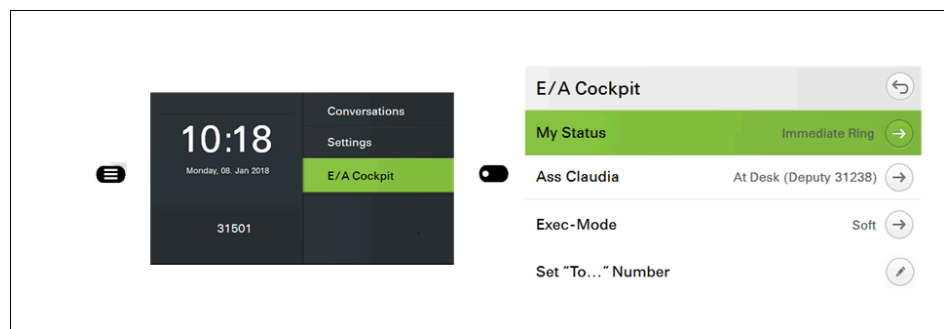 10:18
Monday, 08. Jan 2018
31501
Conversations
Settings
E/A Cockpit
E/A Cockpit
My Status Immediate Ring
Ass Claudia At Desk (Deputy 31238)
Exec-Mode Soft
Set “To...” Number